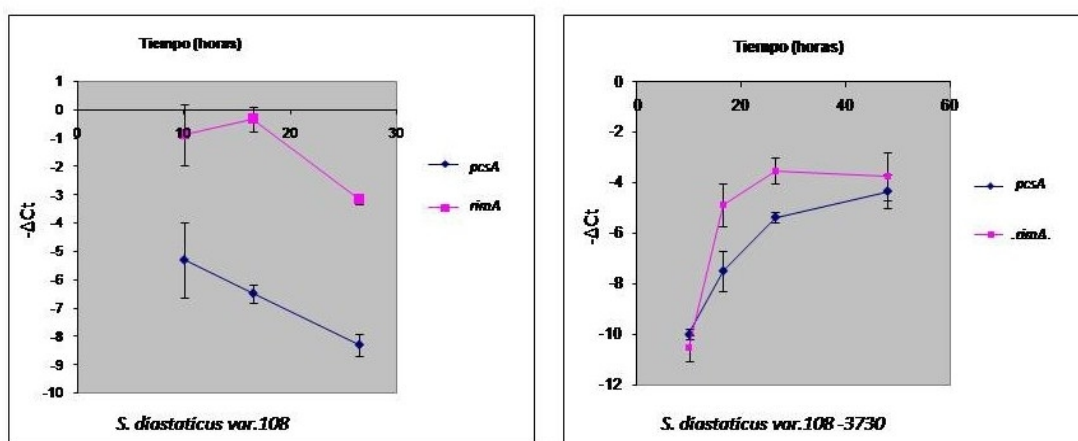 Tiempo (horas)
1
0
-1
-2
-3
-4
-5
-6
-7
-8
-9
-10
0
10
20
30
-ΔCt
pcsA
rimA
S. diastaticus var.108
Tiempo (horas)
0
-2
-4
-6
-8
-10
-12
0
20
40
60
-ΔCt
pcsA
.rimA.
S. diastaticus var.108 -3730